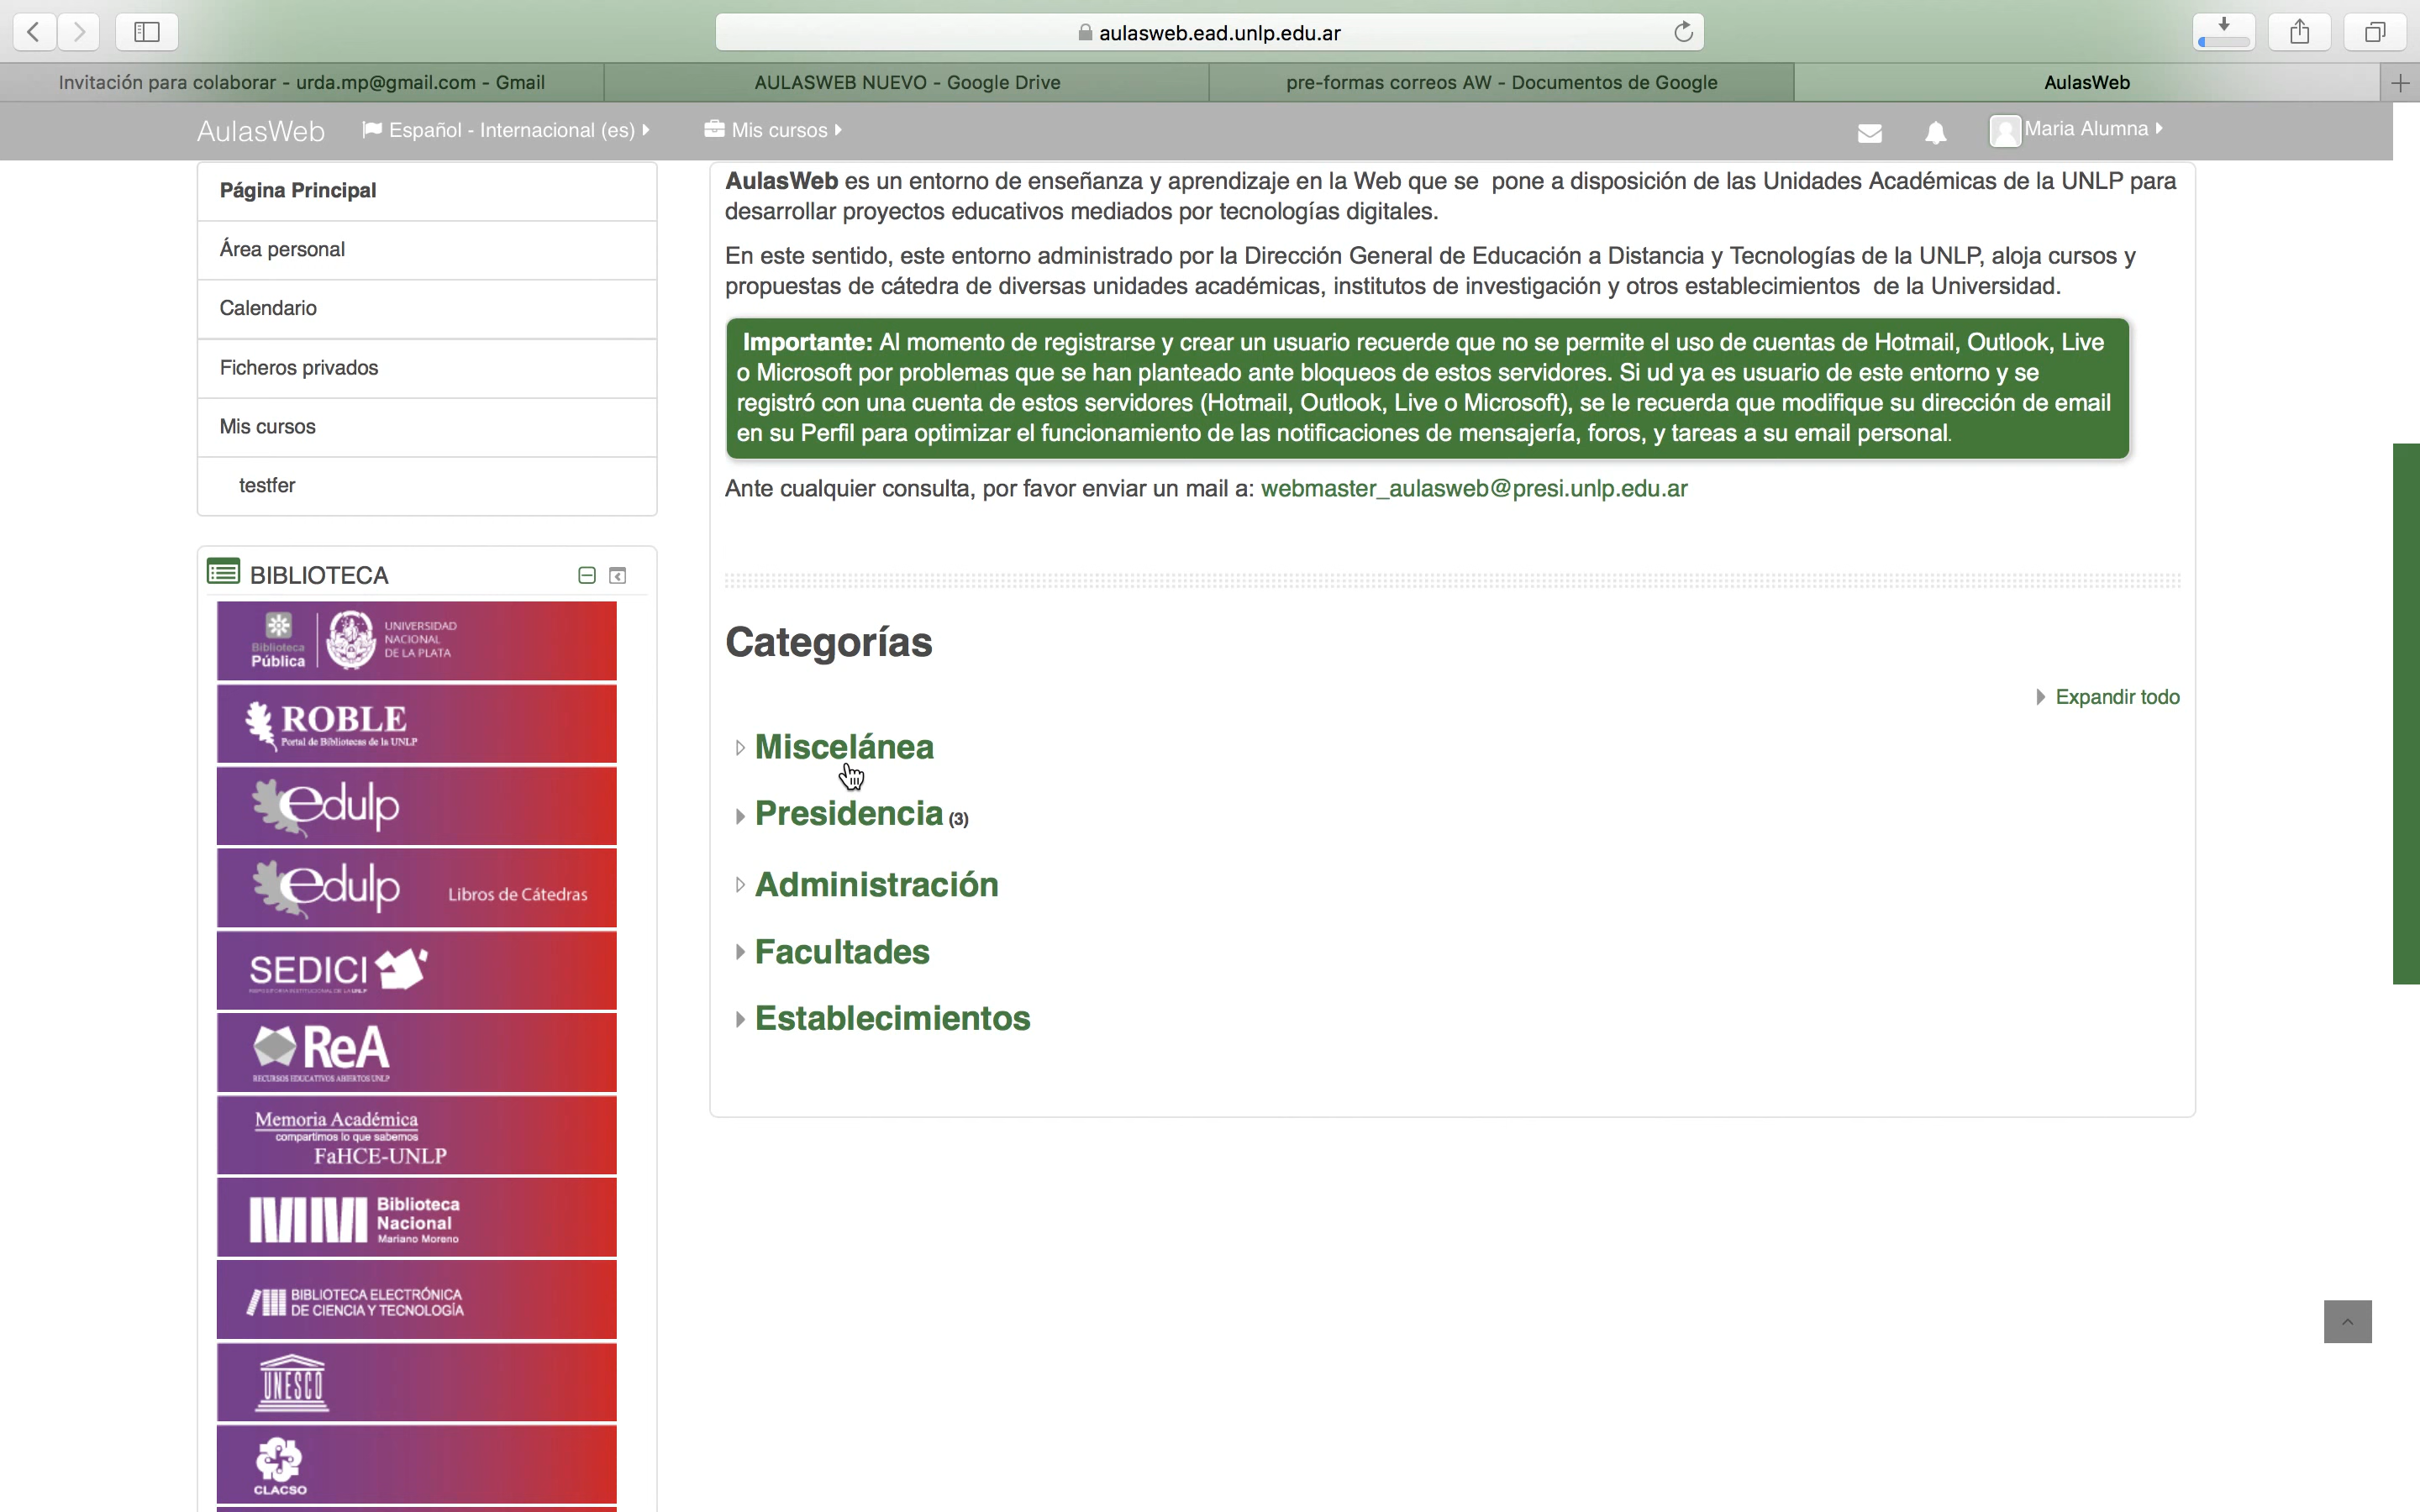 aulasweb.ead.unlp.edu.ar
Invitación para colaborar - urda.mp@gmail.com - Gmail
AULASWEB NUEVO - Google Drive
pre-formas correos AW - Documentos de Google
AulasWeb
AulasWeb
Español - Internacional (es)
Mis cursos
Maria Alumna
Página Principal
Área personal
Calendario
Ficheros privados
Mis cursos
testfer
BIBLIOTECA
Biblioteca
Pública
UNIVERSIDAD
NACIONAL
DE LA PLATA
ROBLE
Portal de Bibliotecas de la UNLP
edulp
edulp
Libros de Cátedras
SEDICI
ReA
RECURSOS EDUCATIVOS ABIERTOS UNLP
Memoria Académica
compartimos lo que sabemos
FaHCE-UNLP
Biblioteca
Nacional
Mariano Moreno
BIBLIOTECA ELECTRÓNICA
DE CIENCIA Y TECNOLOGÍA
UNESCO
CLACSO
AulasWeb es un entorno de enseñanza y aprendizaje en la Web que se pone a disposición de las Unidades Académicas de la UNLP para
desarrollar proyectos educativos mediados por tecnologías digitales.
En este sentido, este entorno administrado por la Dirección General de Educación a Distancia y Tecnologías de la UNLP, aloja cursos y
propuestas de cátedra de diversas unidades académicas, institutos de investigación y otros establecimientos de la Universidad.
Importante: Al momento de registrarse y crear un usuario recuerde que no se permite el uso de cuentas de Hotmail, Outlook, Live
o Microsoft por problemas que se han planteado ante bloqueos de estos servidores. Si ud ya es usuario de este entorno y se
registró con una cuenta de estos servidores (Hotmail, Outlook, Live o Microsoft), se le recuerda que modifique su dirección de email
en su Perfil para optimizar el funcionamiento de las notificaciones de mensajería, foros, y tareas a su email personal.
Ante cualquier consulta, por favor enviar un mail a: webmaster_aulasweb@presi.unlp.edu.ar
Categorías
Expandir todo
Miscelánea
Presidencia (3)
Administración
Facultades
Establecimientos